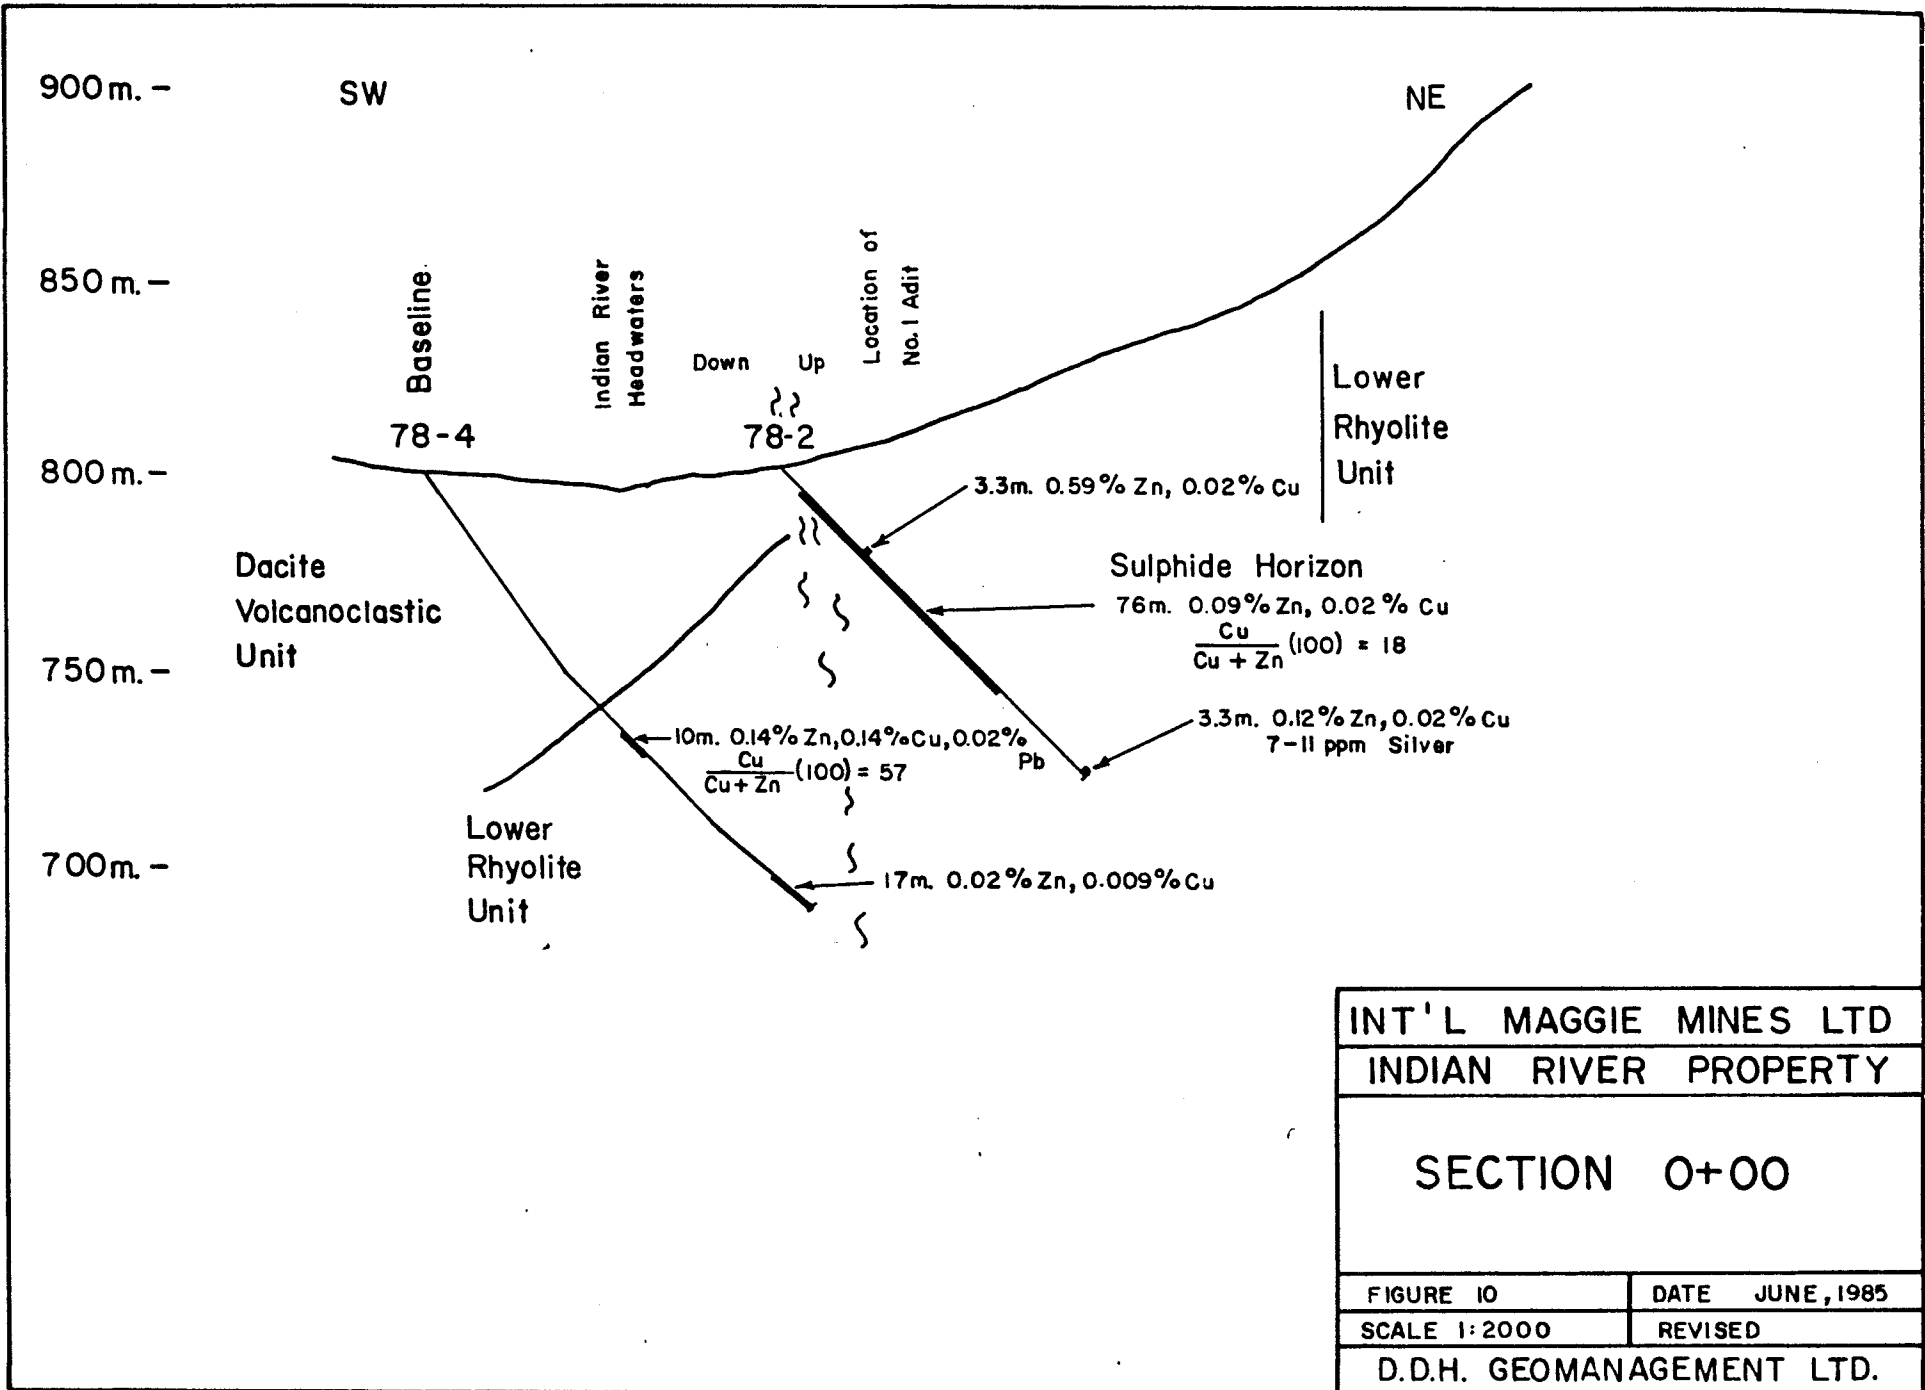 900 m. -
SW
NE
850 m. -
Baseline
Indian River
Headwaters
Down
Up
Location of
No. 1 Adit
78-4
78-2
800 m. -
Lower
Rhyolite
Unit
3.3m. 0.59% Zn, 0.02% Cu
Dacite
Volcanoclastic
Unit
Sulphide Horizon
76m. 0.09% Zn, 0.02% Cu
Cu
Cu + Zn (100) = 18
750 m. -
3.3m. 0.12% Zn, 0.02% Cu
7-11 ppm Silver
10m. 0.14% Zn, 0.14% Cu, 0.02%
Pb
Cu
Cu + Zn (100) = 57
Lower
Rhyolite
Unit
700 m. -
17m. 0.02% Zn, 0.009% Cu
INT'L MAGGIE MINES LTD
INDIAN RIVER PROPERTY
SECTION 0+00
FIGURE 10
DATE JUNE, 1985
SCALE 1:2000
REVISED
D.D.H. GEOMANAGEMENT LTD.